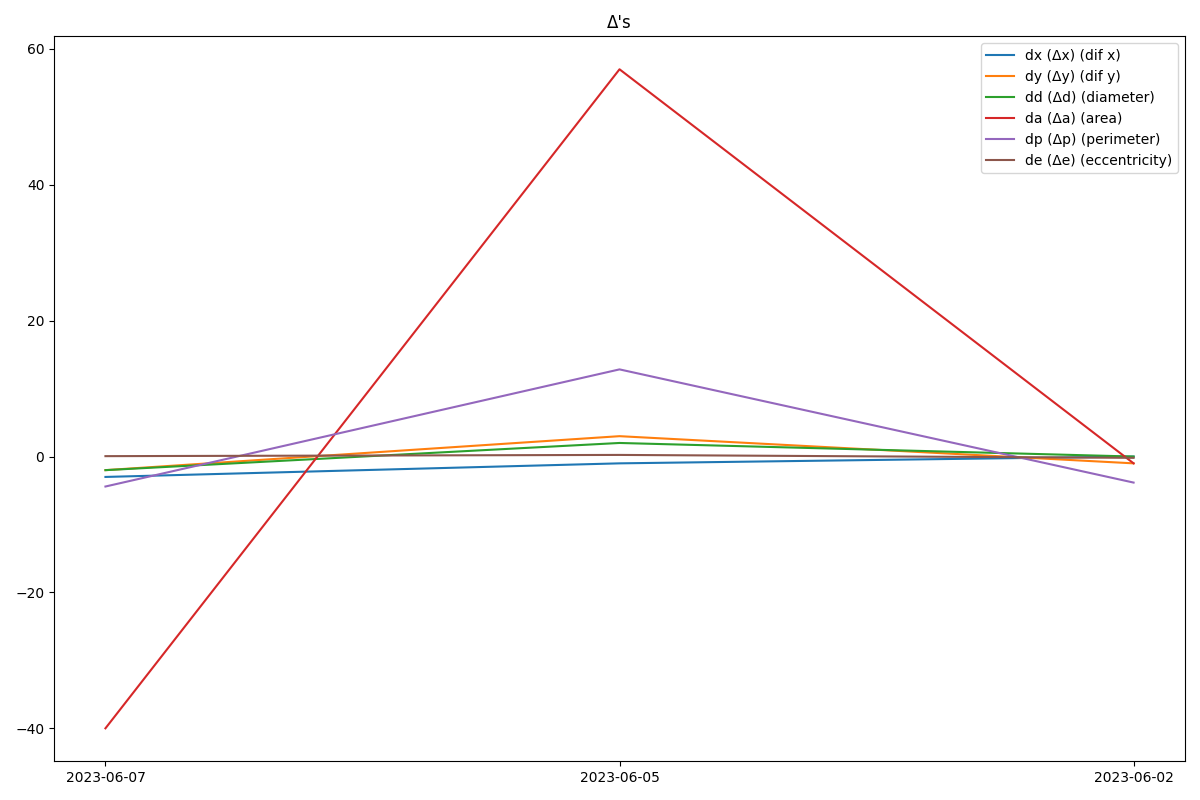 Δ's
60
40
20
0
−20
−40
2023-06-07
2023-06-05
2023-06-02
dx (Δx) (dif x)
dy (Δy) (dif y)
dd (Δd) (diameter)
da (Δa) (area)
dp (Δp) (perimeter)
de (Δe) (eccentricity)